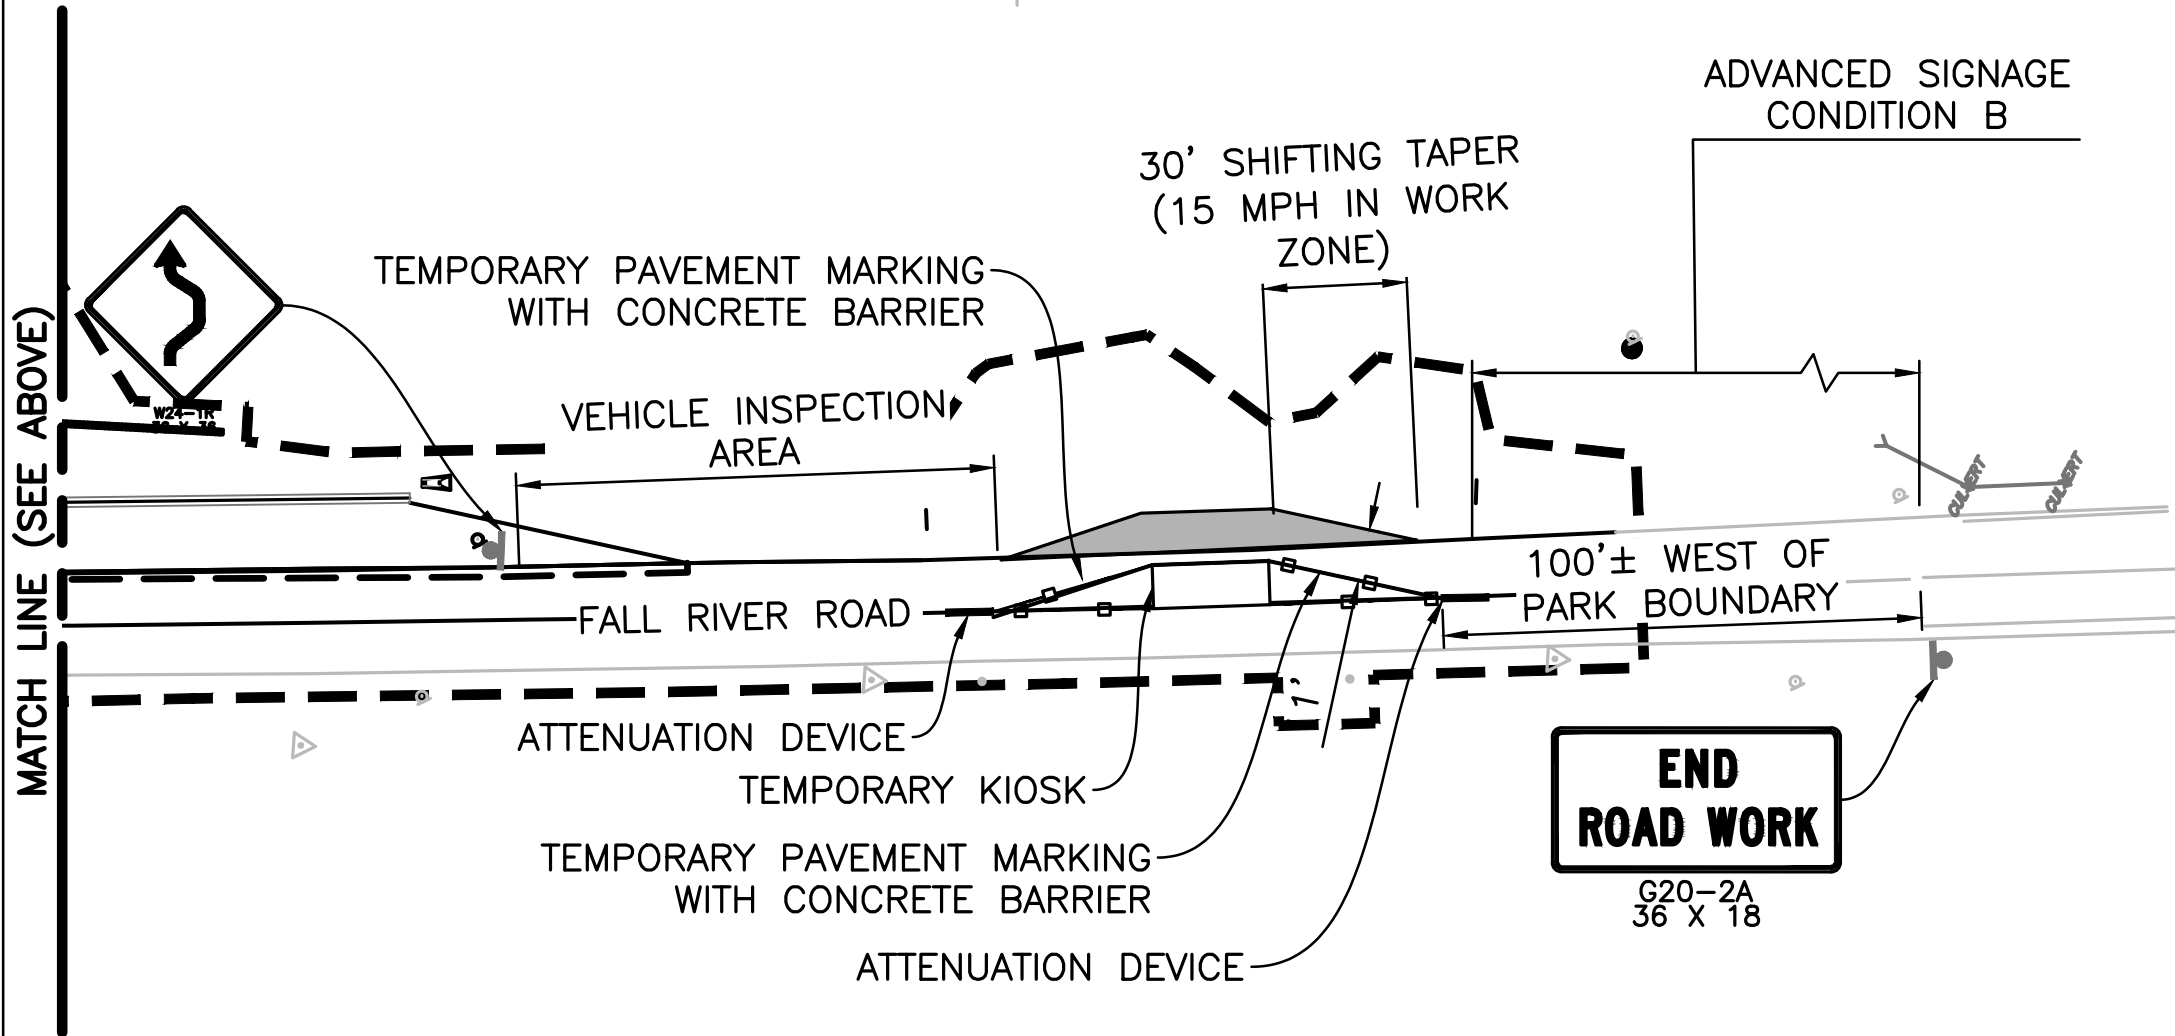 ADVANCED SIGNAGE
CONDITION B
30' SHIFTING TAPER
(15 MPH IN WORK
ZONE)
TEMPORARY PAVEMENT MARKING
WITH CONCRETE BARRIER
W24-1R
36 X 36
VEHICLE INSPECTION
AREA
MATCH LINE (SEE ABOVE)
CULVERT
CULVERT
100'± WEST OF
PARK BOUNDARY
FALL RIVER ROAD
ATTENUATION DEVICE
TEMPORARY KIOSK
TEMPORARY PAVEMENT MARKING
WITH CONCRETE BARRIER
ATTENUATION DEVICE
END
ROAD WORK
G20-2A
36 X 18